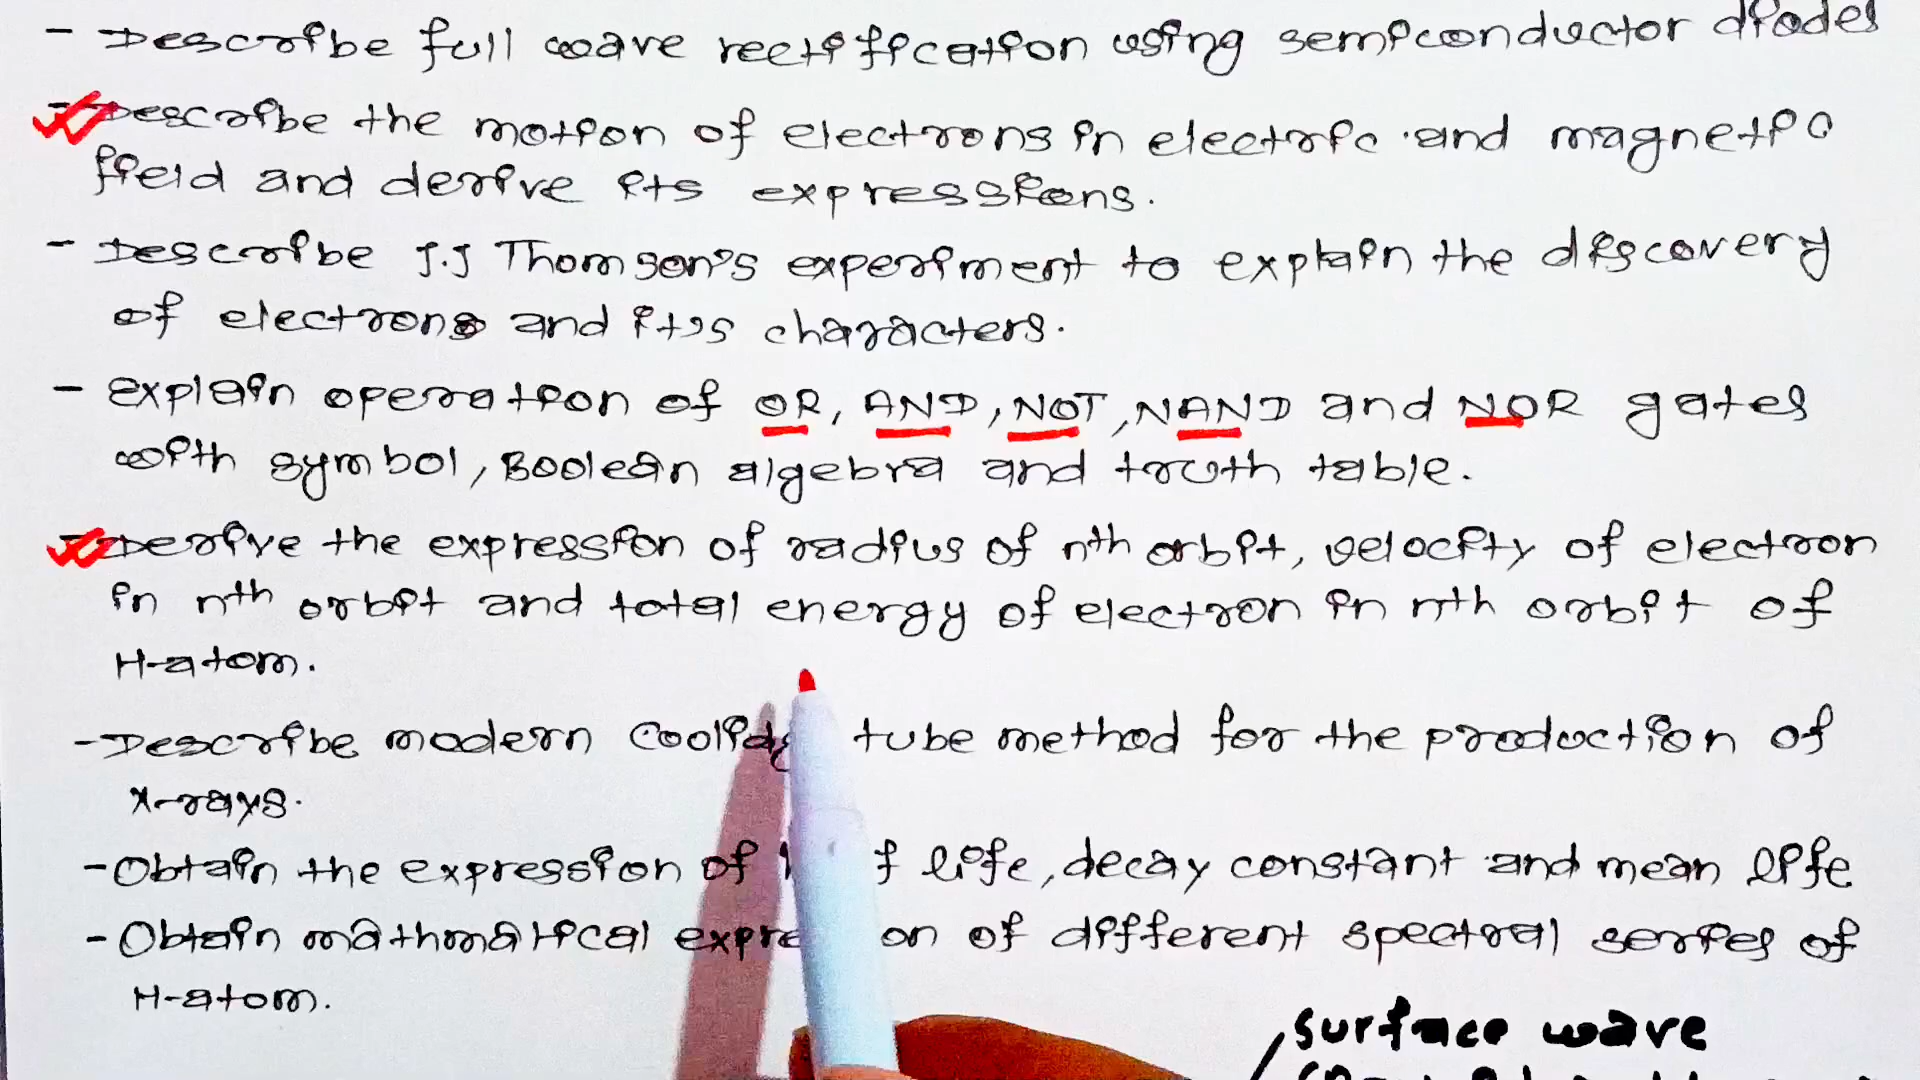 - Describe full wave rectification using semiconductor diodes
- Describe the motion of electrons in electric and magnetic
field and derive its expressions.
- Describe J.J Thomson's experiment to explain the discovery
of electrons and it's characters.
- explain operation of OR, AND, NOT, NAND and NOR gates
with symbol, Boolean algebra and truth table.
- Derive the expression of radius of nth orbit, velocity of electron
in nth orbit and total energy of electron in nth orbit of
H-atom.
- Describe modern Coolidge tube method for the production of
x-rays.
- Obtain the expression of life, decay constant and mean life
- Obtain mathmatical on of different spectral series of
H-atom.
surface wave